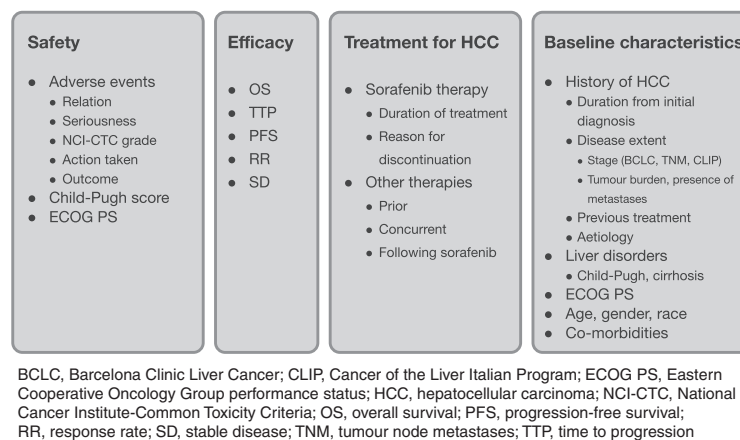 Safety
● Adverse events
● Relation
● Seriousness
● NCI-CTC grade
● Action taken
● Outcome
● Child-Pugh score
● ECOG PS
Efficacy
● OS
● TTP
● PFS
● RR
● SD
Treatment for HCC
● Sorafenib therapy
● Duration of treatment
● Reason for
discontinuation
● Other therapies
● Prior
● Concurrent
● Following sorafenib
Baseline characteristics
● History of HCC
● Duration from initial
diagnosis
● Disease extent
● Stage (BCLC, TNM, CLIP)
● Tumour burden, presence of
metastases
● Previous treatment
● Aetiology
● Liver disorders
● Child-Pugh, cirrhosis
● ECOG PS
● Age, gender, race
● Co-morbidities
BCLC, Barcelona Clinic Liver Cancer; CLIP, Cancer of the Liver Italian Program; ECOG PS, Eastern
Cooperative Oncology Group performance status; HCC, hepatocellular carcinoma; NCI-CTC, National
Cancer Institute-Common Toxicity Criteria; OS, overall survival; PFS, progression-free survival;
RR, response rate; SD, stable disease; TNM, tumour node metastases; TTP, time to progression